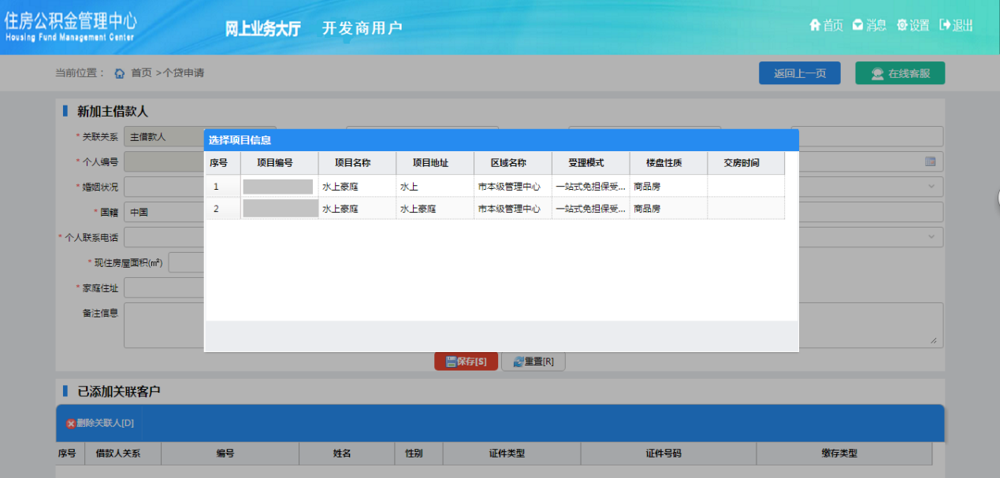 住房公积金管理中心
Housing Fund Management Center
网上业务大厅 开发商用户
首页 消息 设置 退出
当前位置： 首页 >个贷申请
返回上一页 在线客服
新加主借款人
* 关联关系 主借款人
* 个人编号
* 婚姻状况
* 国籍 中国
* 个人联系电话
* 现住房屋面积(㎡)
* 家庭住址
备注信息
选择项目信息
序号 项目编号 项目名称 项目地址 区域名称 受理模式 楼盘性质 交房时间
1 水上豪庭 水上 市本级管理中心 一站式免担保受... 商品房
2 水上豪庭 水上豪庭 市本级管理中心 一站式免担保受... 商品房
保存[S] 重置[R]
已添加关联客户
删除关联人[D]
序号 借款人关系 编号 姓名 性别 证件类型 证件号码 缴存类型